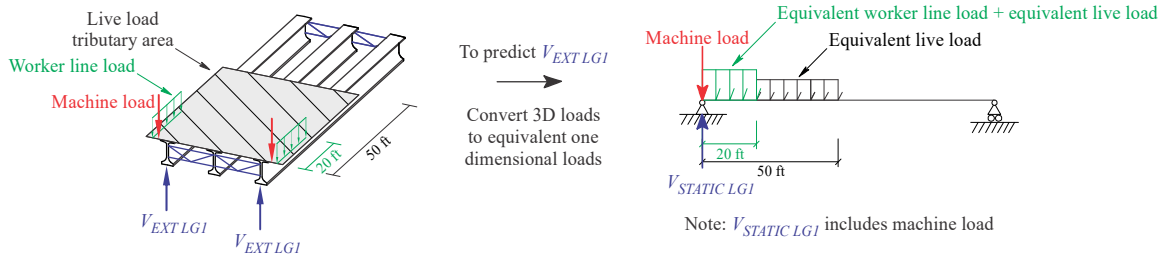 Live load
tributary area
Worker line load
Machine load
20 ft
50 ft
V_EXT LG1
V_EXT LG1
To predict V_EXT LG1
Convert 3D loads
to equivalent one
dimensional loads
Equivalent worker line load + equivalent live load
Machine load
Equivalent live load
20 ft
50 ft
V_STATIC LG1
Note: V_STATIC LG1 includes machine load